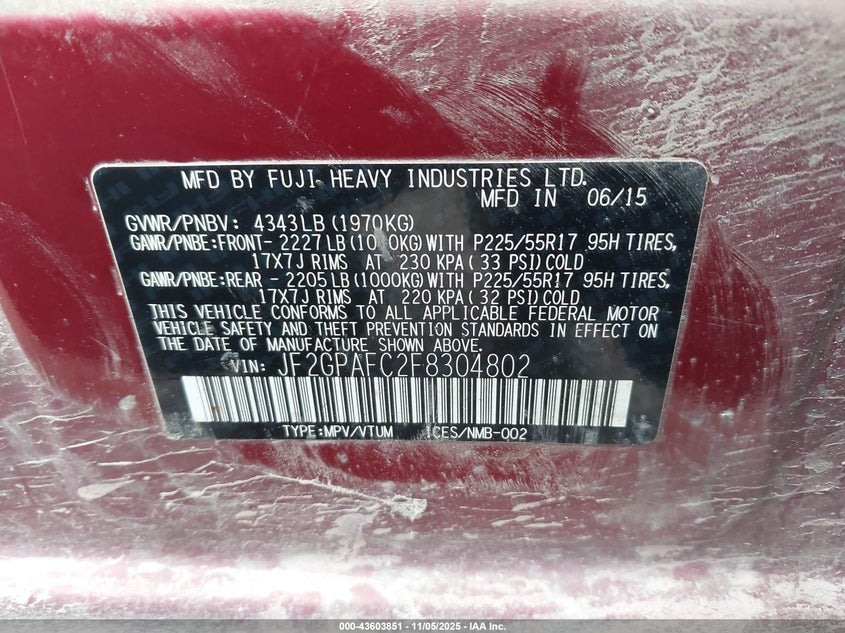 MFD BY FUJI HEAVY INDUSTRIES LTD.
MFD IN 06/15
GVWR/PNBV: 4343LB (1970KG)
GAWR/PNBE:FRONT- 2227LB (1010KG) WITH P225/55R17 95H TIRES,
17X7J RIMS AT 230 KPA (33 PSI) COLD
GAWR/PNBE:REAR - 2205LB (1000KG) WITH P225/55R17 95H TIRES,
17X7J RIMS AT 220 KPA (32 PSI) COLD
THIS VEHICLE CONFORMS TO ALL APPLICABLE FEDERAL MOTOR
VEHICLE SAFETY AND THEFT PREVENTION STANDARDS IN EFFECT ON
THE DATE OF MANUFACTURE SHOWN ABOVE.
VIN: JF2GPAFC2F8304802
TYPE:MPV/VTUM ICES/NMB-002
000-43603851 - 11/05/2025 - IAA Inc.